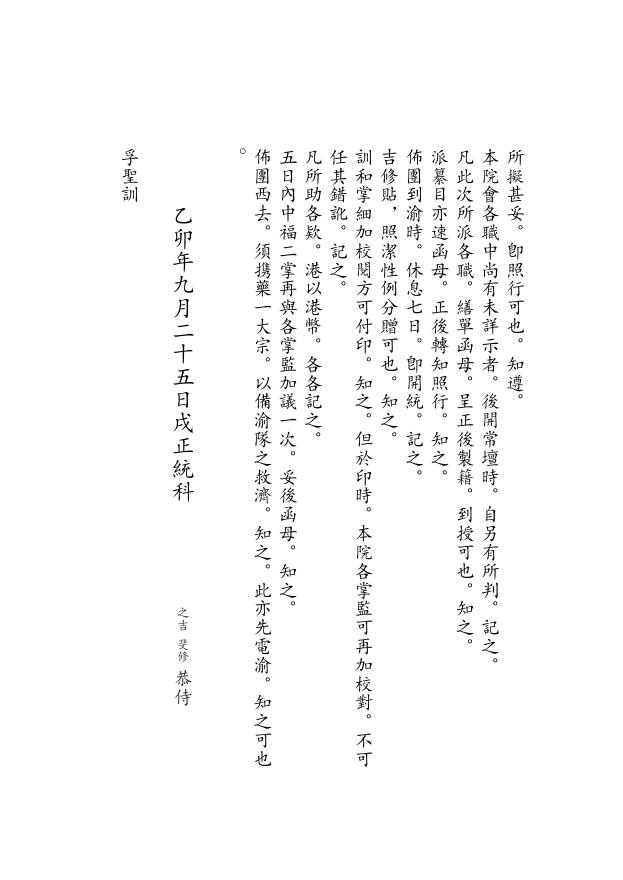 所擬甚妥。卽照行可也。知遵。
本院會各職中尚有未詳示者。後開常壇時。自另有所判。記之。
凡此次所派各職。繕單函母。呈正後製籍。到授可也。知之。
派纂目亦速函母。正後轉知照行。知之。
佈團到渝時。休息七日。卽開統。記之。
吉修貼，照潔性例分贈可也。知之。
訓和掌細加校閱方可付印。知之。但於印時。本院各掌監可再加校對。不可
任其錯訛。記之。
凡所助各欵。港以港幣。各各記之。
五日內中福二掌再與各掌監加議一次。妥後函母。知之。
佈團西去。須携藥一大宗。以備渝隊之救濟。知之。此亦先電渝。知之可也
。
乙卯年九月二十五日戌正統科
之吉 斐修 恭侍
孚聖訓